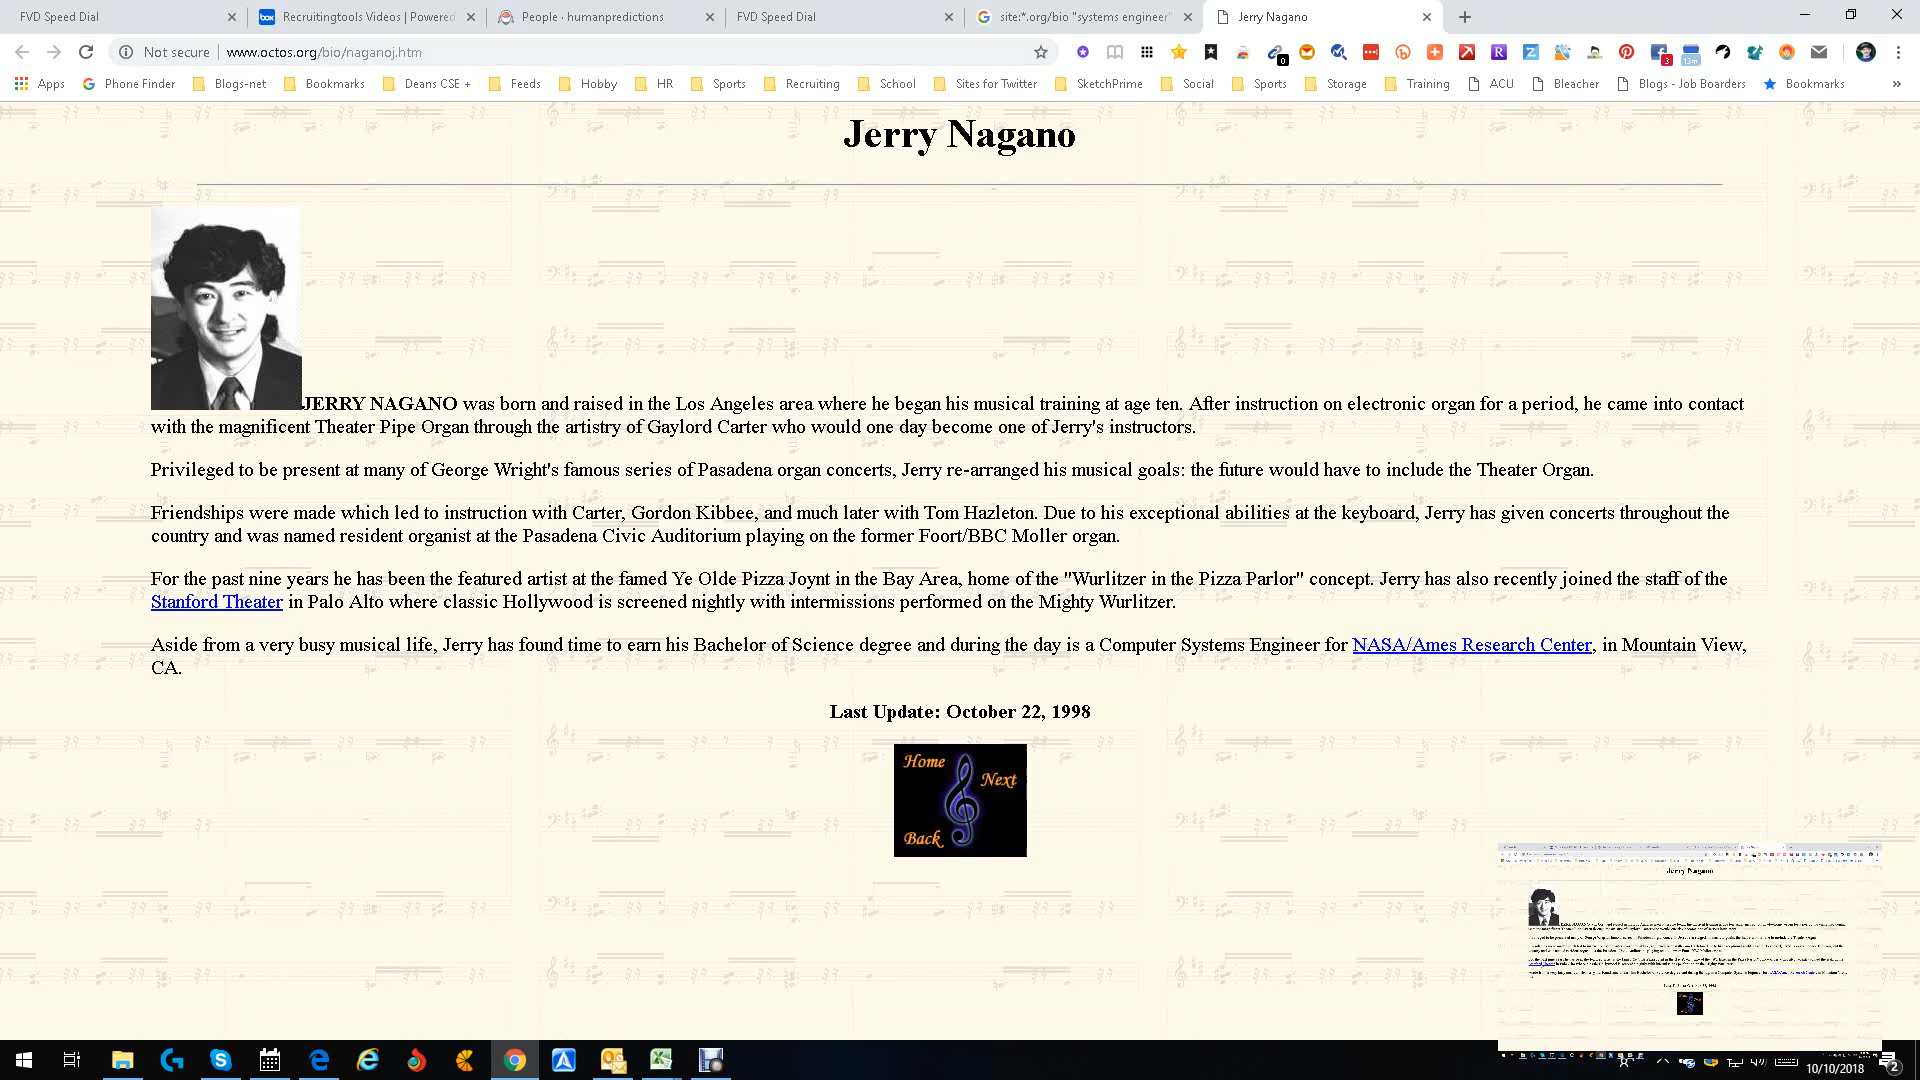 FVD Speed Dial
box Recruitingtools Videos | Powered
People · humanpredictions
FVD Speed Dial
site:*.org/bio "systems engineer"
Jerry Nagano
Not secure | www.octos.org/bio/naganoj.htm
0
3
13m
Apps
Phone Finder
Blogs-net
Bookmarks
Deans CSE +
Feeds
Hobby
HR
Sports
Recruiting
School
Sites for Twitter
SketchPrime
Social
Sports
Storage
Training
ACU
Bleacher
Blogs - Job Boarders
Bookmarks
Jerry Nagano
JERRY NAGANO was born and raised in the Los Angeles area where he began his musical training at age ten. After instruction on electronic organ for a period, he came into contact
with the magnificent Theater Pipe Organ through the artistry of Gaylord Carter who would one day become one of Jerry's instructors.
Privileged to be present at many of George Wright's famous series of Pasadena organ concerts, Jerry re-arranged his musical goals: the future would have to include the Theater Organ.
Friendships were made which led to instruction with Carter, Gordon Kibbee, and much later with Tom Hazleton. Due to his exceptional abilities at the keyboard, Jerry has given concerts throughout the
country and was named resident organist at the Pasadena Civic Auditorium playing on the former Foort/BBC Moller organ.
For the past nine years he has been the featured artist at the famed Ye Olde Pizza Joynt in the Bay Area, home of the "Wurlitzer in the Pizza Parlor" concept. Jerry has also recently joined the staff of the
Stanford Theater in Palo Alto where classic Hollywood is screened nightly with intermissions performed on the Mighty Wurlitzer.
Aside from a very busy musical life, Jerry has found time to earn his Bachelor of Science degree and during the day is a Computer Systems Engineer for NASA/Ames Research Center, in Mountain View,
CA.
Last Update: October 22, 1998
Home
Next
Back
Jerry Nagano
10/10/2018
2